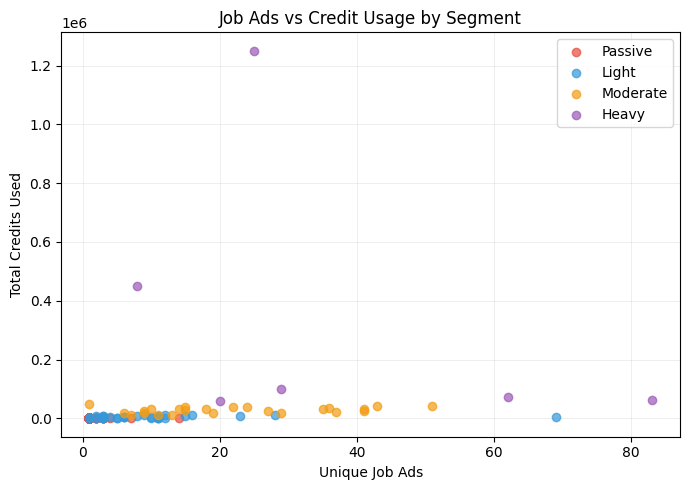 Job Ads vs Credit Usage by Segment
1e6
Passive
Light
Moderate
Heavy
1.2
1.0
0.8
0.6
0.4
0.2
0.0
Total Credits Used
0 20 40 60 80
Unique Job Ads